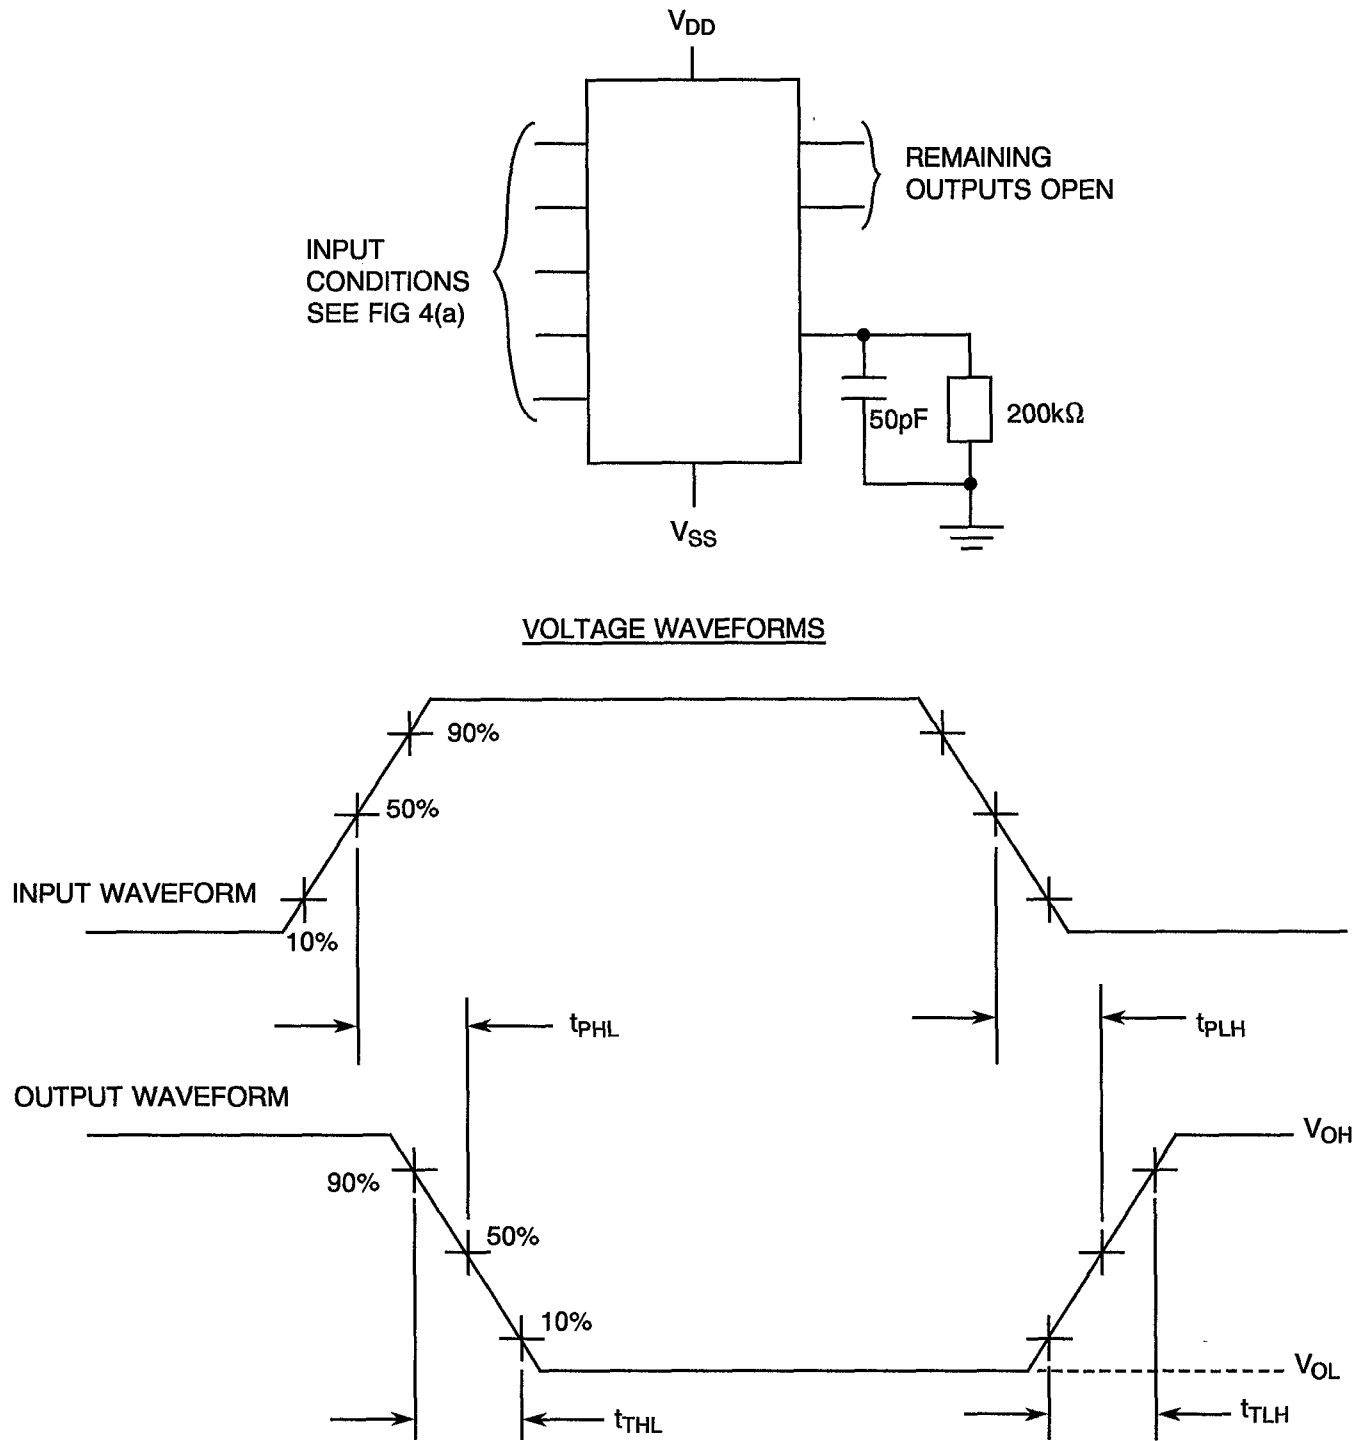 VDD
REMAINING
OUTPUTS OPEN
INPUT
CONDITIONS
SEE FIG 4(a)
50pF
200kΩ
VSS
VOLTAGE WAVEFORMS
90%
50%
INPUT WAVEFORM
10%
tPHL
tPLH
OUTPUT WAVEFORM
VOH
90%
50%
10%
VOL
tTHL
tTLH